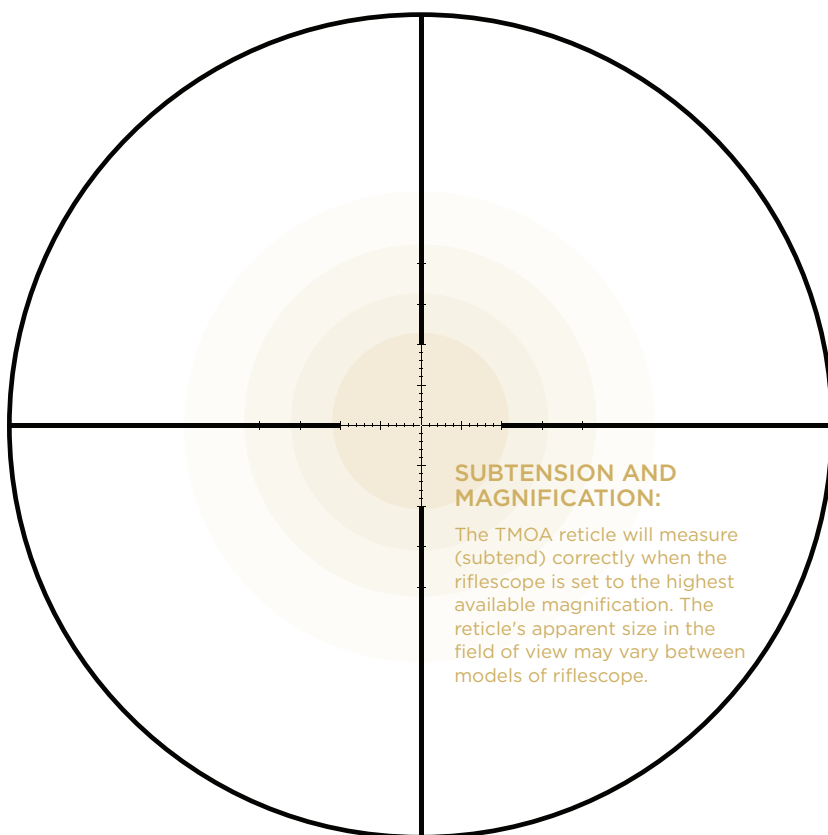 SUBTENSION AND
MAGNIFICATION:
The TMOA reticle will measure
(subtend) correctly when the
riflescope is set to the highest
available magnification. The
reticle's apparent size in the
field of view may vary between
models of riflescope.